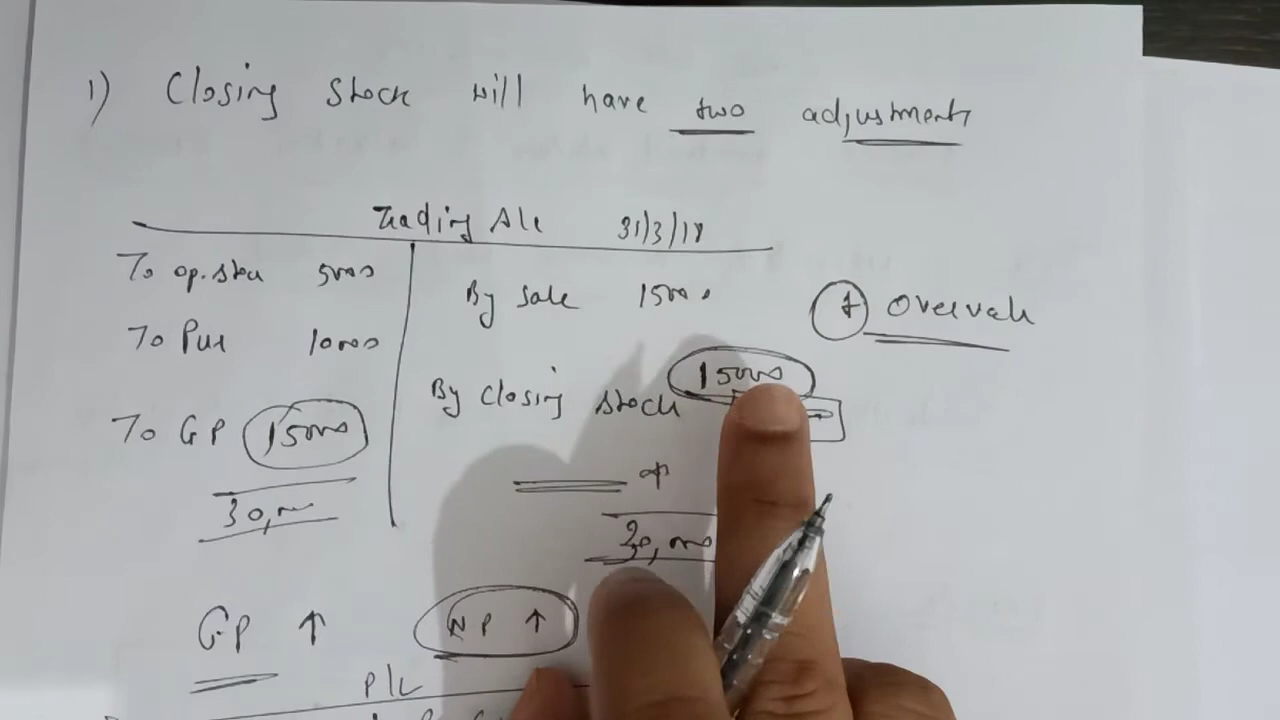 1) Closing stock will have two adjustments
Trading A/c 31/3/18
To op. stock 5000
By Sale 15000
+ Overvalu
To Pur 10000
By Closing stock 15000
To GP 15000
30,000
30,000
GP ↑
NP ↑
P/L